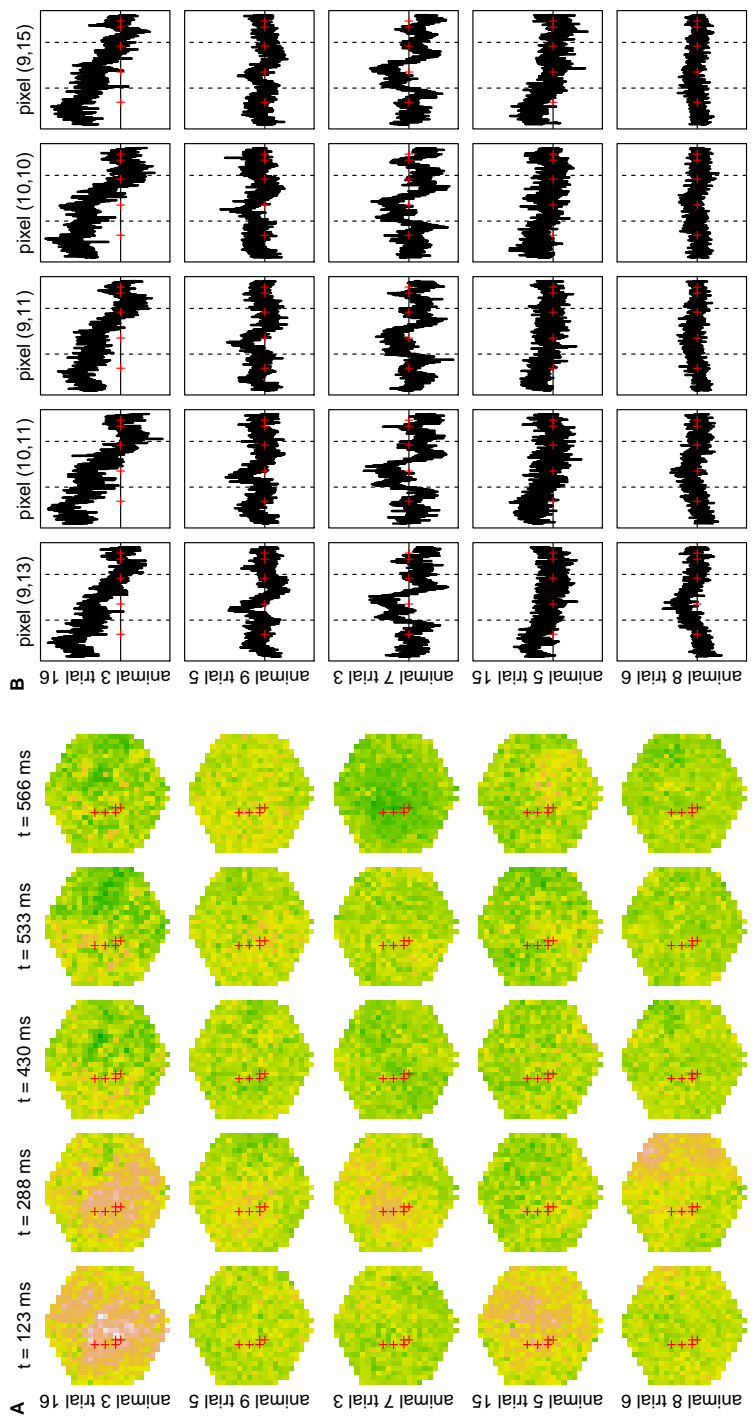 A
t = 123 ms
t = 288 ms
t = 430 ms
t = 533 ms
t = 566 ms
animal 3 trial 16
animal 9 trial 5
animal 7 trial 3
animal 5 trial 15
animal 8 trial 6
B
pixel (9,13)
pixel (10,11)
pixel (9,11)
pixel (10,10)
pixel (9,15)
animal 3 trial 16
animal 9 trial 5
animal 7 trial 3
animal 5 trial 15
animal 8 trial 6